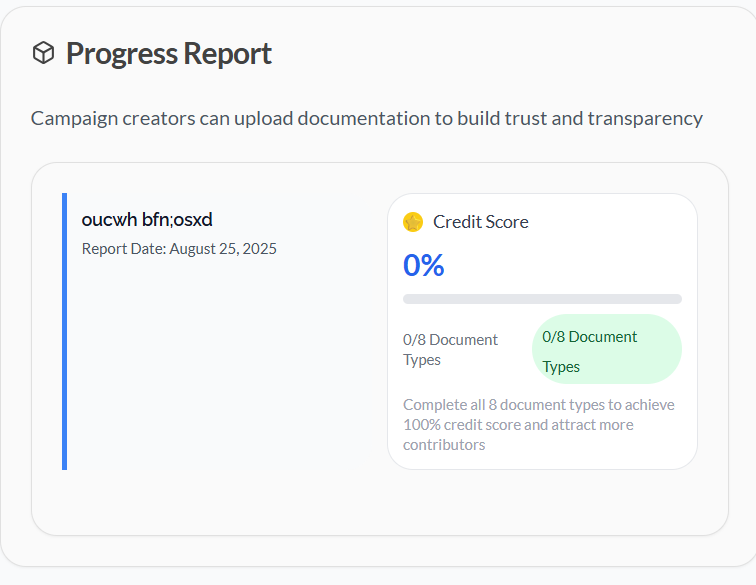 Progress Report
Campaign creators can upload documentation to build trust and transparency
oucwh bfn;osxd
Report Date: August 25, 2025
Credit Score
0%
0/8 Document
Types
0/8 Document
Types
Complete all 8 document types to achieve
100% credit score and attract more
contributors